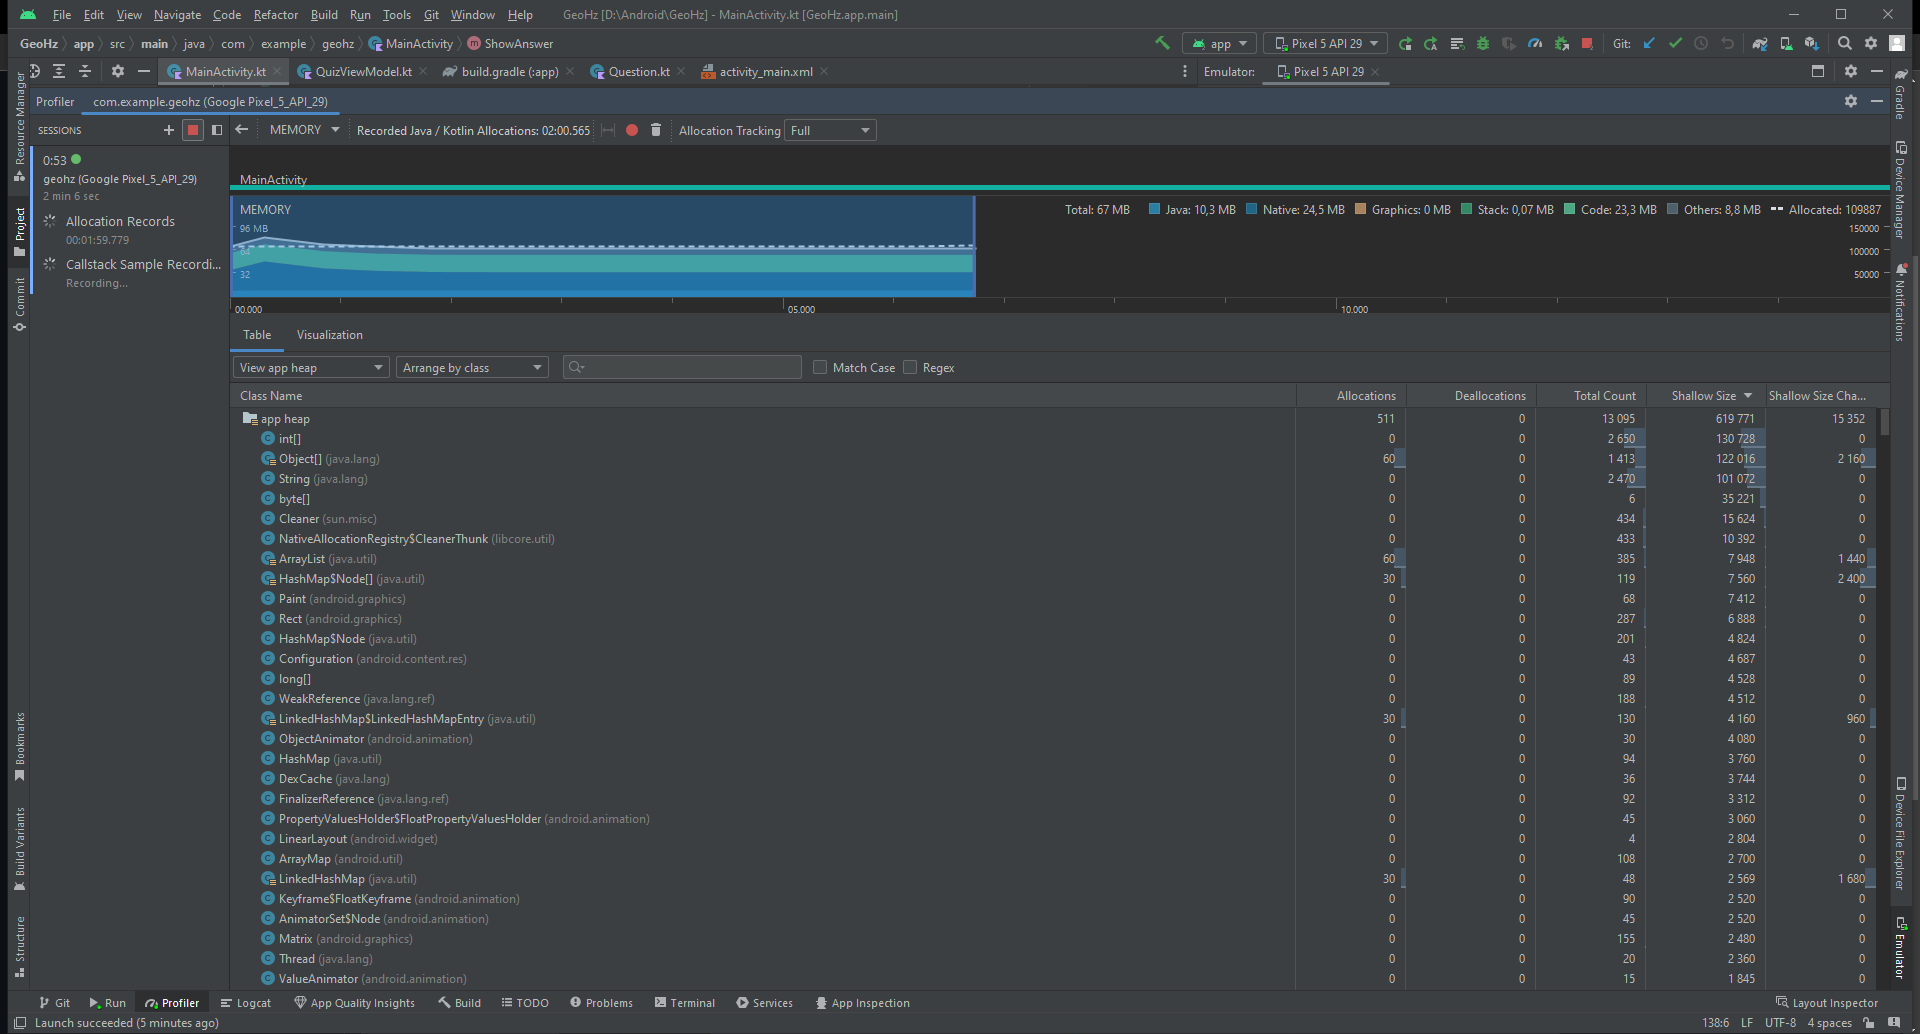 File Edit View Navigate Code Refactor Build Run Tools Git Window Help GeoHz [D:\Android\GeoHz] - MainActivity.kt [GeoHz.app.main]
GeoHz app src main java com example geohz MainActivity ShowAnswer app Pixel 5 API 29 Git:
MainActivity.kt QuizViewModel.kt build.gradle (:app) Question.kt activity_main.xml Emulator: Pixel 5 API 29
Profiler com.example.geohz (Google Pixel_5_API_29)
SESSIONS MEMORY Recorded Java / Kotlin Allocations: 02:00.565 Allocation Tracking Full
0:53
geohz (Google Pixel_5_API_29)
2 min 6 sec
Allocation Records
00:01:59.779
Callstack Sample Recordi...
Recording...
MainActivity
MEMORY Total: 67 MB Java: 10,3 MB Native: 24,5 MB Graphics: 0 MB Stack: 0,07 MB Code: 23,3 MB Others: 8,8 MB Allocated: 109887
96 MB 150000
64 100000
32 50000
00.000 05.000 10.000
Table Visualization
View app heap Arrange by class Match Case Regex
Class Name Allocations Deallocations Total Count Shallow Size Shallow Size Cha...
app heap 511 0 13 095 619 771 15 352
int[] 0 0 2 650 130 728 0
Object[] (java.lang) 60 0 1 413 122 016 2 160
String (java.lang) 0 0 2 470 101 072 0
byte[] 0 0 6 35 221 0
Cleaner (sun.misc) 0 0 434 15 624 0
NativeAllocationRegistry$CleanerThunk (libcore.util) 0 0 433 10 392 0
ArrayList (java.util) 60 0 385 7 948 1 440
HashMap$Node[] (java.util) 30 0 119 7 560 2 400
Paint (android.graphics) 0 0 68 7 412 0
Rect (android.graphics) 0 0 287 6 888 0
HashMap$Node (java.util) 0 0 201 4 824 0
Configuration (android.content.res) 0 0 43 4 687 0
long[] 0 0 89 4 528 0
WeakReference (java.lang.ref) 0 0 188 4 512 0
LinkedHashMap$LinkedHashMapEntry (java.util) 30 0 130 4 160 960
ObjectAnimator (android.animation) 0 0 30 4 080 0
HashMap (java.util) 0 0 94 3 760 0
DexCache (java.lang) 0 0 36 3 744 0
FinalizerReference (java.lang.ref) 0 0 92 3 312 0
PropertyValuesHolder$FloatPropertyValuesHolder (android.animation) 0 0 45 3 060 0
LinearLayout (android.widget) 0 0 4 2 804 0
ArrayMap (android.util) 0 0 108 2 700 0
LinkedHashMap (java.util) 30 0 48 2 569 1 680
Keyframe$FloatKeyframe (android.animation) 0 0 90 2 520 0
AnimatorSet$Node (android.animation) 0 0 45 2 520 0
Matrix (android.graphics) 0 0 155 2 480 0
Thread (java.lang) 0 0 20 2 360 0
ValueAnimator (android.animation) 0 0 15 1 845 0
Resource Manager
Project
Commit
Bookmarks
Build Variants
Structure
Gradle
Device Manager
Notifications
Device File Explorer
Emulator
Git Run Profiler Logcat App Quality Insights Build TODO Problems Terminal Services App Inspection Layout Inspector
Launch succeeded (5 minutes ago) 138:6 LF UTF-8 4 spaces